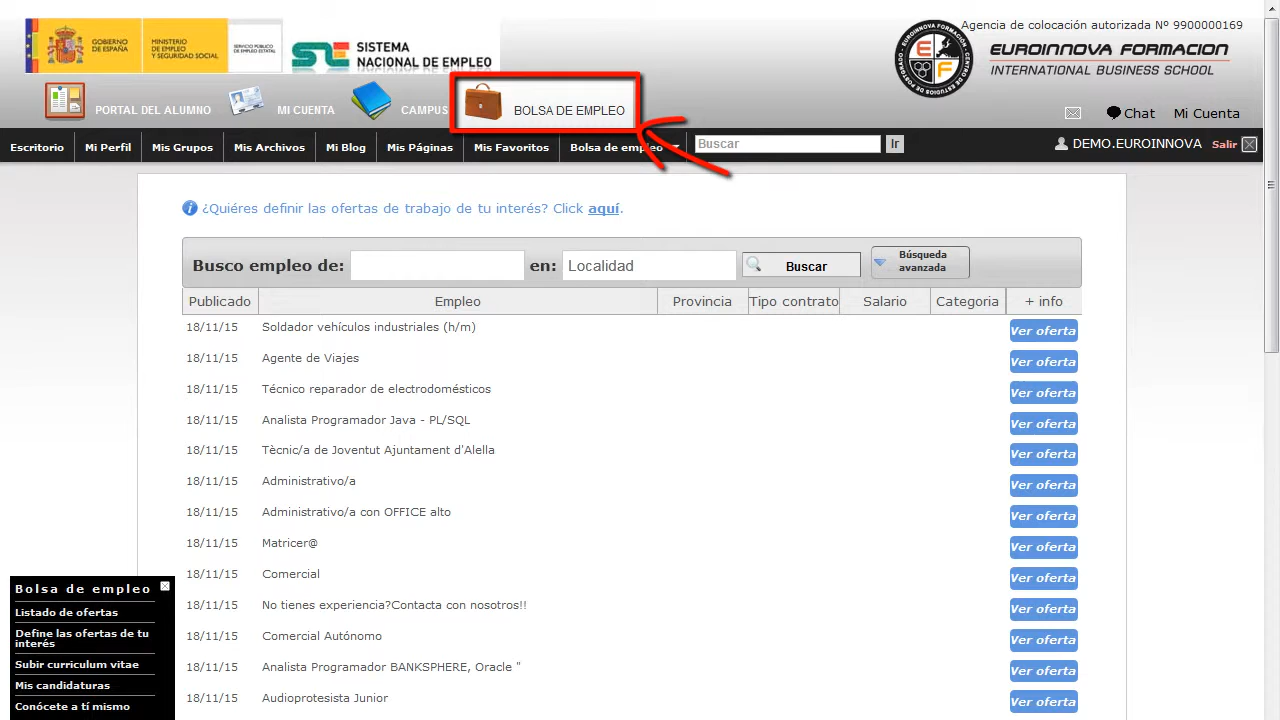 Agencia de colocación autorizada Nº 9900000169
GOBIERNO DE ESPAÑA
MINISTERIO DE EMPLEO Y SEGURIDAD SOCIAL
SERVICIO PÚBLICO DE EMPLEO ESTATAL
SISTEMA NACIONAL DE EMPLEO
EUROINNOVA FORMACION
INTERNATIONAL BUSINESS SCHOOL
PORTAL DEL ALUMNO
MI CUENTA
CAMPUS
BOLSA DE EMPLEO
Chat
Mi Cuenta
Escritorio
Mi Perfil
Mis Grupos
Mis Archivos
Mi Blog
Mis Páginas
Mis Favoritos
Bolsa de empleo
Buscar
Ir
DEMO.EUROINNOVA
Salir
¿Quiéres definir las ofertas de trabajo de tu interés? Click aquí.
Busco empleo de:
en:
Localidad
Buscar
Búsqueda avanzada
Publicado Empleo Provincia Tipo contrato Salario Categoria + info
18/11/15 Soldador vehículos industriales (h/m) Ver oferta
18/11/15 Agente de Viajes Ver oferta
18/11/15 Técnico reparador de electrodomésticos Ver oferta
18/11/15 Analista Programador Java - PL/SQL Ver oferta
18/11/15 Tècnic/a de Joventut Ajuntament d'Alella Ver oferta
18/11/15 Administrativo/a Ver oferta
18/11/15 Administrativo/a con OFFICE alto Ver oferta
18/11/15 Matricer@ Ver oferta
18/11/15 Comercial Ver oferta
18/11/15 No tienes experiencia?Contacta con nosotros!! Ver oferta
18/11/15 Comercial Autónomo Ver oferta
18/11/15 Analista Programador BANKSPHERE, Oracle " Ver oferta
18/11/15 Audioprotesista Junior Ver oferta
Bolsa de empleo
Listado de ofertas
Define las ofertas de tu
interés
Subir curriculum vitae
Mis candidaturas
Conócete a tí mismo